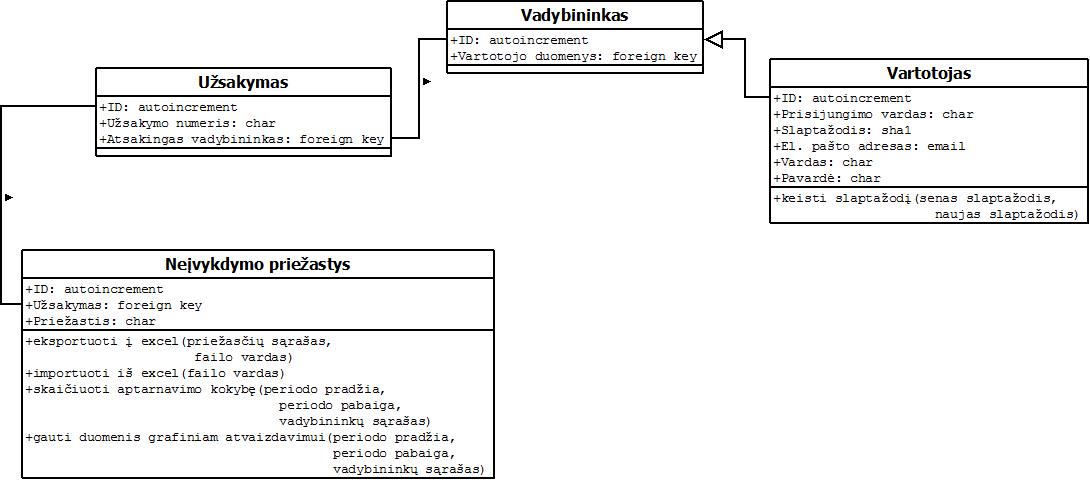 Vadybininkas
+ID: autoincrement
+Vartotojo duomenys: foreign key
Užsakymas
+ID: autoincrement
+Užsakymo numeris: char
+Atsakingas vadybininkas: foreign key
Vartotojas
+ID: autoincrement
+Prisijungimo vardas: char
+Slaptažodis: sha1
+El. pašto adresas: email
+Vardas: char
+Pavardė: char
+keisti slaptažodį(senas slaptažodis,
naujas slaptažodis)
Neįvykdymo priežastys
+ID: autoincrement
+Užsakymas: foreign key
+Priežastis: char
+eksportuoti į excel(priežasčių sąrašas,
failo vardas)
+importuoti iš excel(failo vardas)
+skaičiuoti aptarnavimo kokybę(periodo pradžia,
periodo pabaiga,
vadybininkų sąrašas)
+gauti duomenis grafiniam atvaizdavimui(periodo pradžia,
periodo pabaiga,
vadybininkų sąrašas)